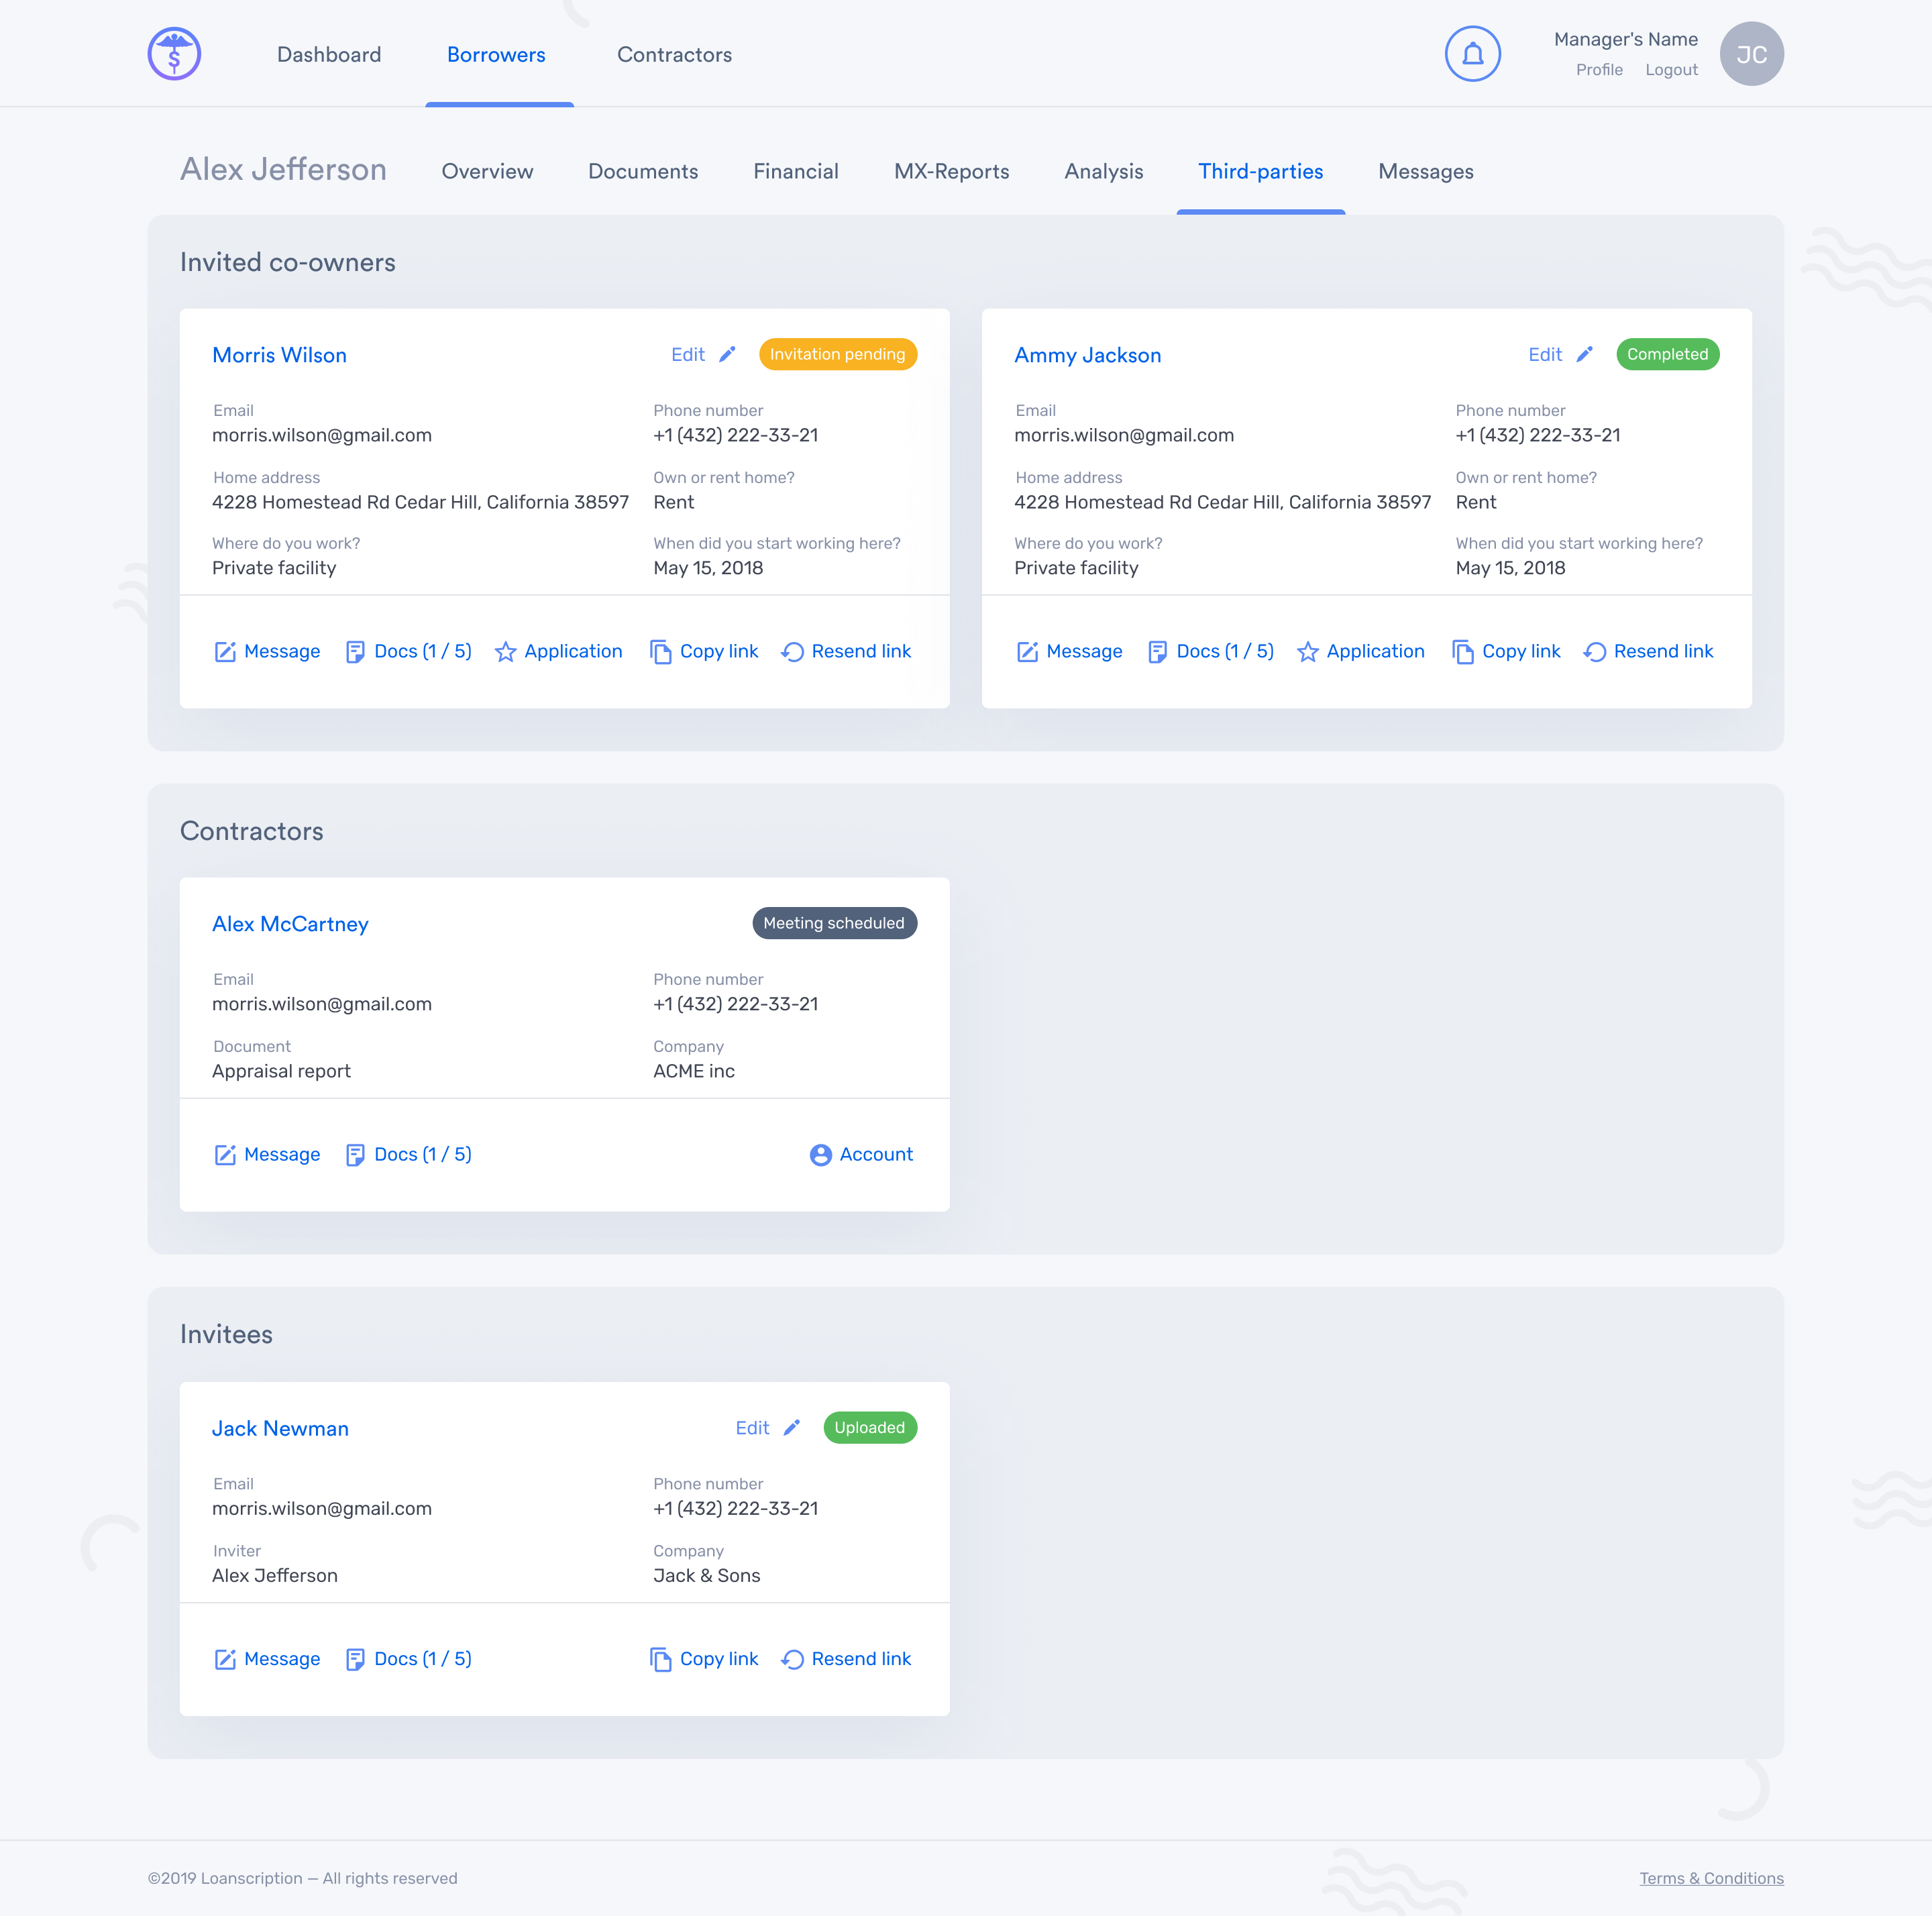 Dashboard Borrowers Contractors Manager's Name JC
Profile Logout
Alex Jefferson Overview Documents Financial MX-Reports Analysis Third-parties Messages
Invited co-owners
Morris Wilson Edit Invitation pending
Email Phone number
morris.wilson@gmail.com +1 (432) 222-33-21
Home address Own or rent home?
4228 Homestead Rd Cedar Hill, California 38597 Rent
Where do you work? When did you start working here?
Private facility May 15, 2018
Message Docs (1 / 5) Application Copy link Resend link
Ammy Jackson Edit Completed
Email Phone number
morris.wilson@gmail.com +1 (432) 222-33-21
Home address Own or rent home?
4228 Homestead Rd Cedar Hill, California 38597 Rent
Where do you work? When did you start working here?
Private facility May 15, 2018
Message Docs (1 / 5) Application Copy link Resend link
Contractors
Alex McCartney Meeting scheduled
Email Phone number
morris.wilson@gmail.com +1 (432) 222-33-21
Document Company
Appraisal report ACME inc
Message Docs (1 / 5) Account
Invitees
Jack Newman Edit Uploaded
Email Phone number
morris.wilson@gmail.com +1 (432) 222-33-21
Inviter Company
Alex Jefferson Jack & Sons
Message Docs (1 / 5) Copy link Resend link
©2019 Loanscription — All rights reserved Terms & Conditions